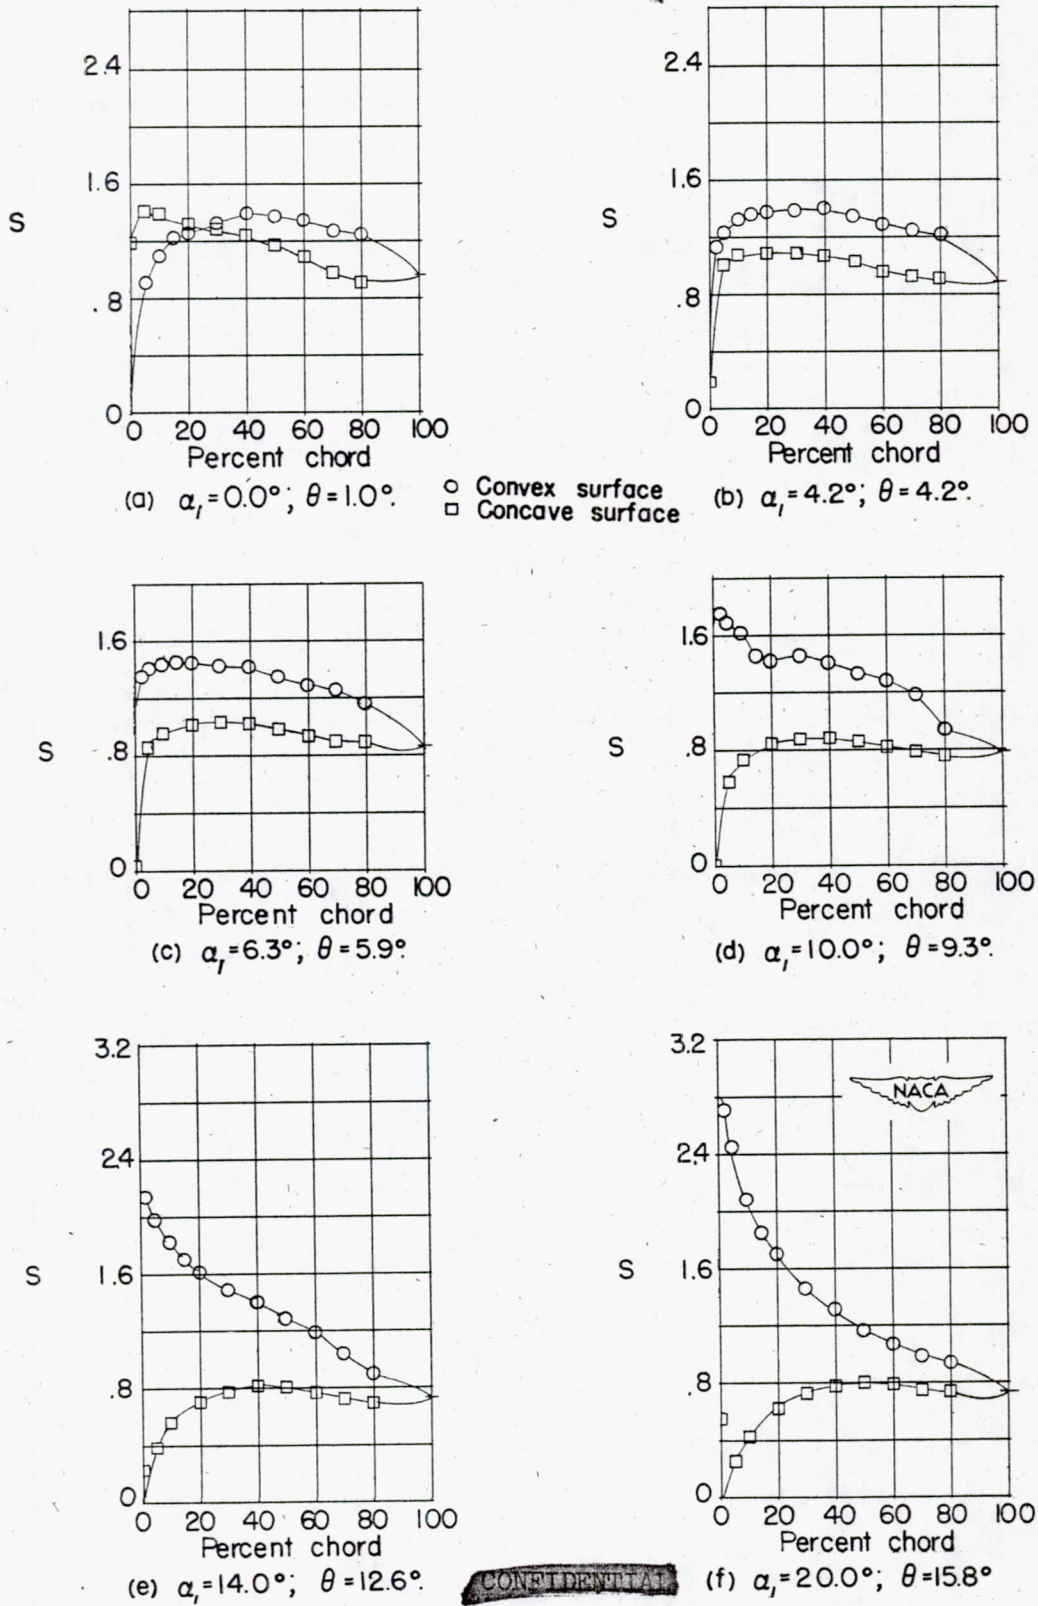 2.4
1.6
S
.8
0
0 20 40 60 80 100
Percent chord
(a) α₁ = 0.0°; θ = 1.0°.
2.4
1.6
S
.8
0
0 20 40 60 80 100
Percent chord
(b) α₁ = 4.2°; θ = 4.2°.
Convex surface
Concave surface
1.6
S
.8
0
0 20 40 60 80 100
Percent chord
(c) α₁ = 6.3°; θ = 5.9°.
1.6
S
.8
0
0 20 40 60 80 100
Percent chord
(d) α₁ = 10.0°; θ = 9.3°.
3.2
2.4
S
1.6
.8
0
0 20 40 60 80 100
Percent chord
(e) α₁ = 14.0°; θ = 12.6°.
3.2
NACA
2.4
S
1.6
.8
0
0 20 40 60 80 100
Percent chord
(f) α₁ = 20.0°; θ = 15.8°
CONFIDENTIAL